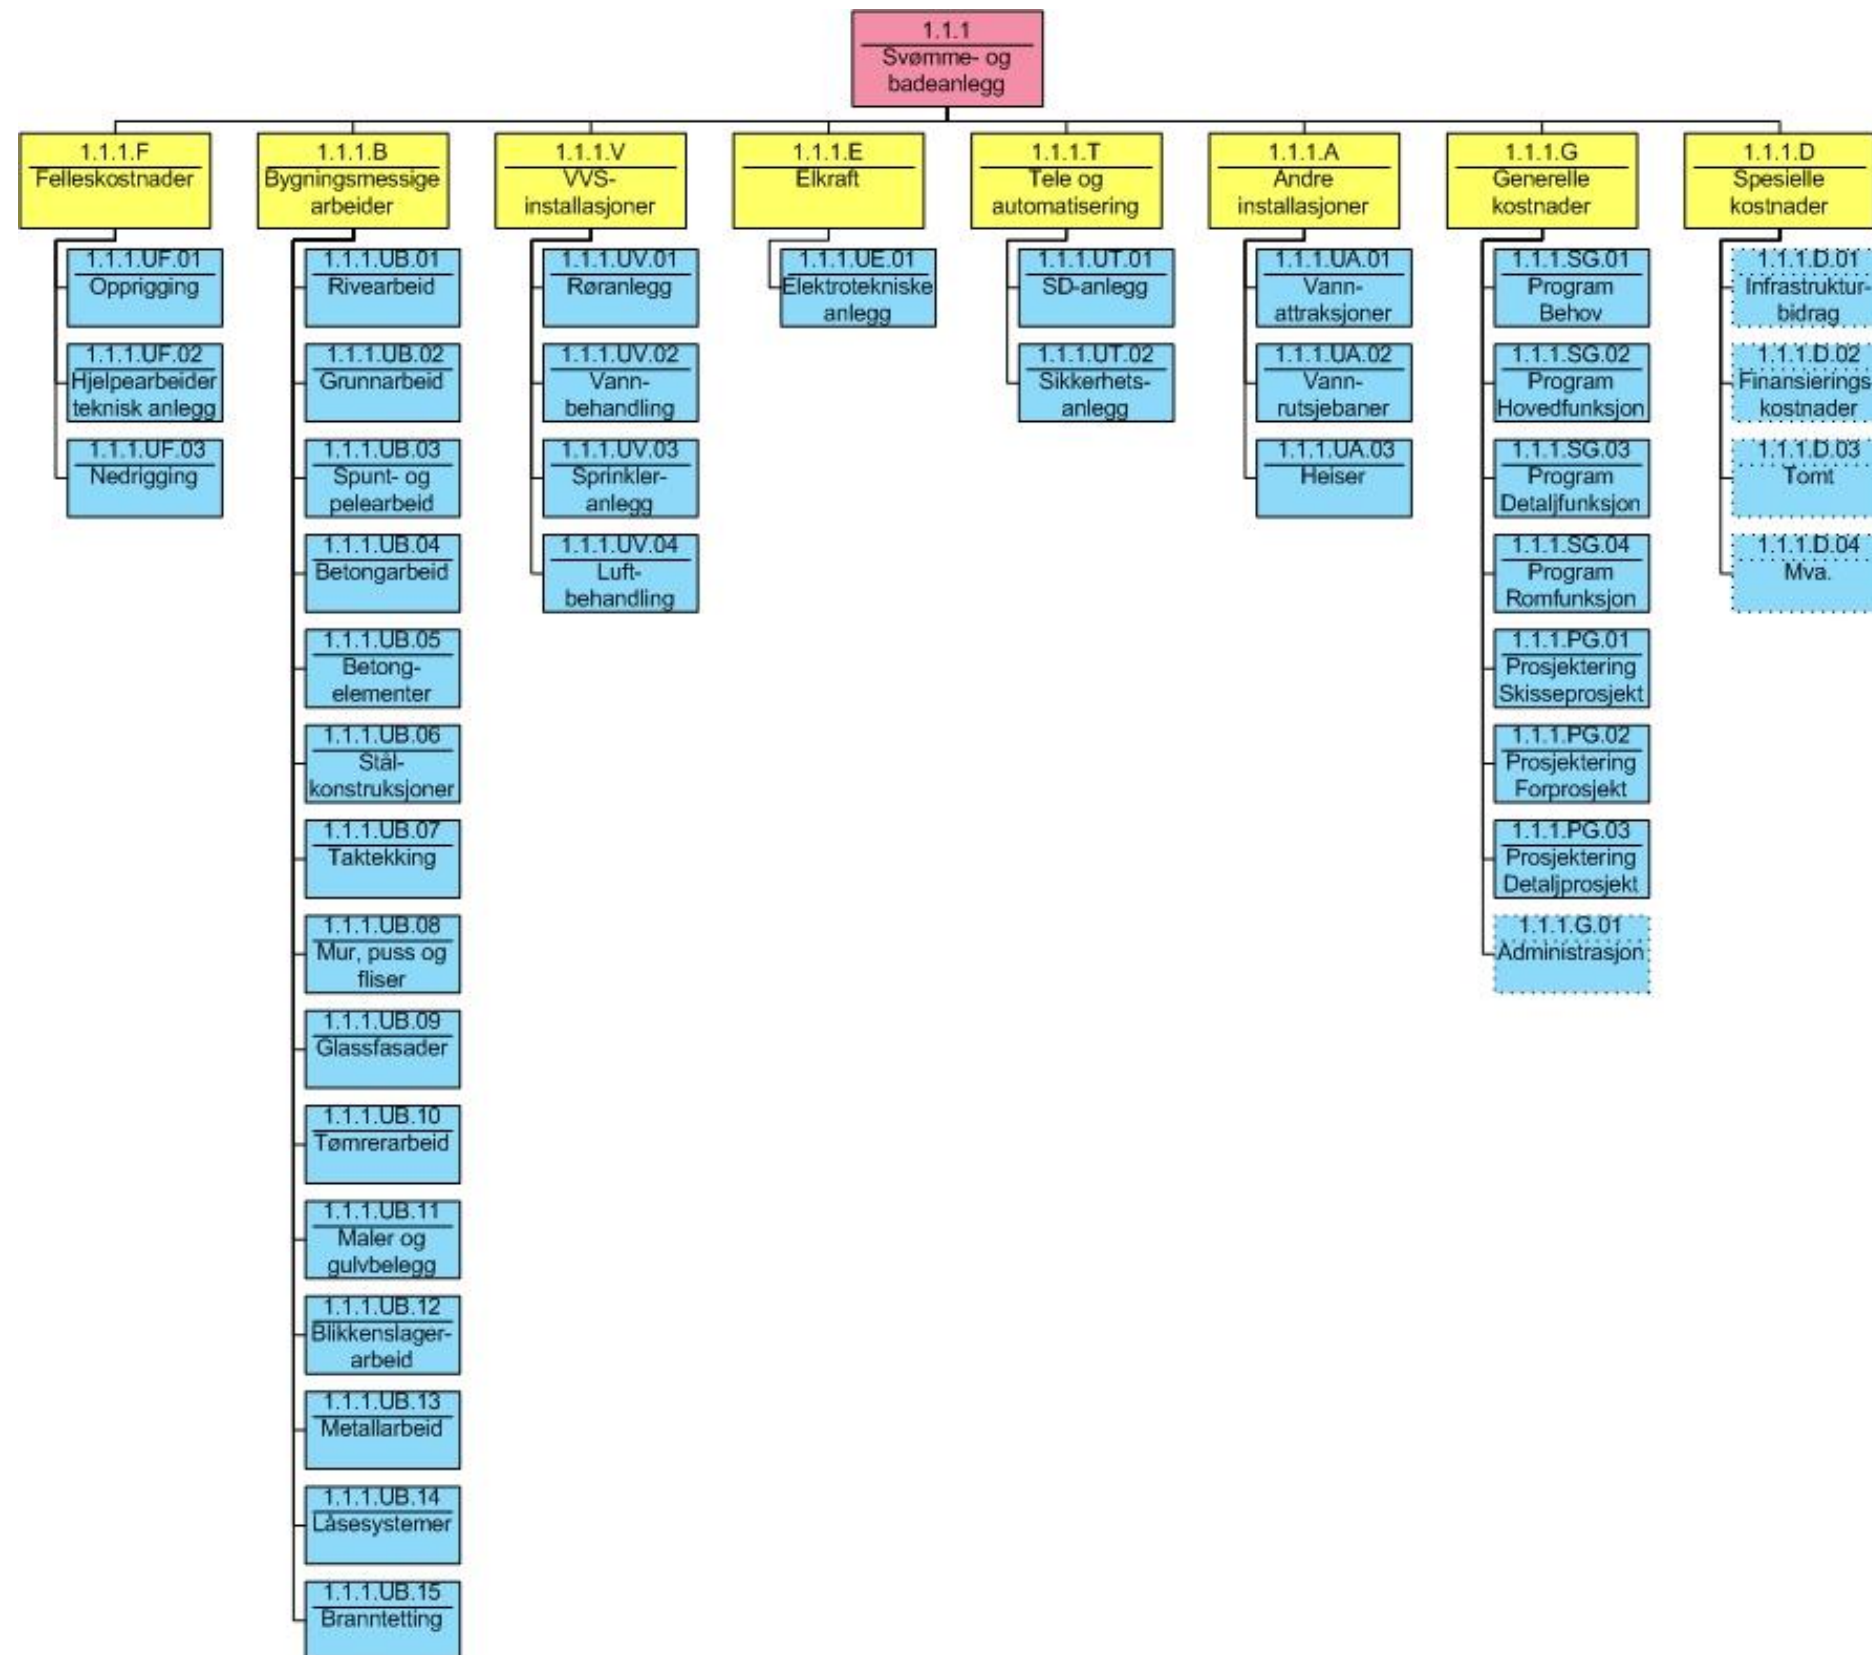 1.1.1
Svømme- og
badeanlegg
1.1.1.F
Felleskostnader
1.1.1.UF.01
Opprigging
1.1.1.UF.02
Hjelpearbeider
teknisk anlegg
1.1.1.UF.03
Nedrigging
1.1.1.B
Bygningsmessige
arbeider
1.1.1.UB.01
Rivearbeid
1.1.1.UB.02
Grunnarbeid
1.1.1.UB.03
Spunt- og
pelearbeid
1.1.1.UB.04
Betongarbeid
1.1.1.UB.05
Betong-
elementer
1.1.1.UB.06
Stål-
konstruksjoner
1.1.1.UB.07
Taktekking
1.1.1.UB.08
Mur, puss og
fliser
1.1.1.UB.09
Glassfasader
1.1.1.UB.10
Tømrerarbeid
1.1.1.UB.11
Maler og
gulvbelegg
1.1.1.UB.12
Blikkenslager-
arbeid
1.1.1.UB.13
Metallarbeid
1.1.1.UB.14
Låsesystemer
1.1.1.UB.15
Branntetting
1.1.1.V
VVS-
installasjoner
1.1.1.UV.01
Røranlegg
1.1.1.UV.02
Vann-
behandling
1.1.1.UV.03
Sprinkler-
anlegg
1.1.1.UV.04
Luft-
behandling
1.1.1.E
Elkraft
1.1.1.UE.01
Elektrotekniske
anlegg
1.1.1.T
Tele og
automatisering
1.1.1.UT.01
SD-anlegg
1.1.1.UT.02
Sikkerhets-
anlegg
1.1.1.A
Andre
installasjoner
1.1.1.UA.01
Vann-
attraksjoner
1.1.1.UA.02
Vann-
rutsjebaner
1.1.1.UA.03
Heiser
1.1.1.G
Generelle
kostnader
1.1.1.SG.01
Program
Behov
1.1.1.SG.02
Program
Hovedfunksjon
1.1.1.SG.03
Program
Detaljfunksjon
1.1.1.SG.04
Program
Romfunksjon
1.1.1.PG.01
Prosjektering
Skisseprosjekt
1.1.1.PG.02
Prosjektering
Forprosjekt
1.1.1.PG.03
Prosjektering
Detaljprosjekt
1.1.1.G.01
Administrasjon
1.1.1.D
Spesielle
kostnader
1.1.1.D.01
Infrastruktur-
bidrag
1.1.1.D.02
Finansierings
kostnader
1.1.1.D.03
Tomt
1.1.1.D.04
Mva.